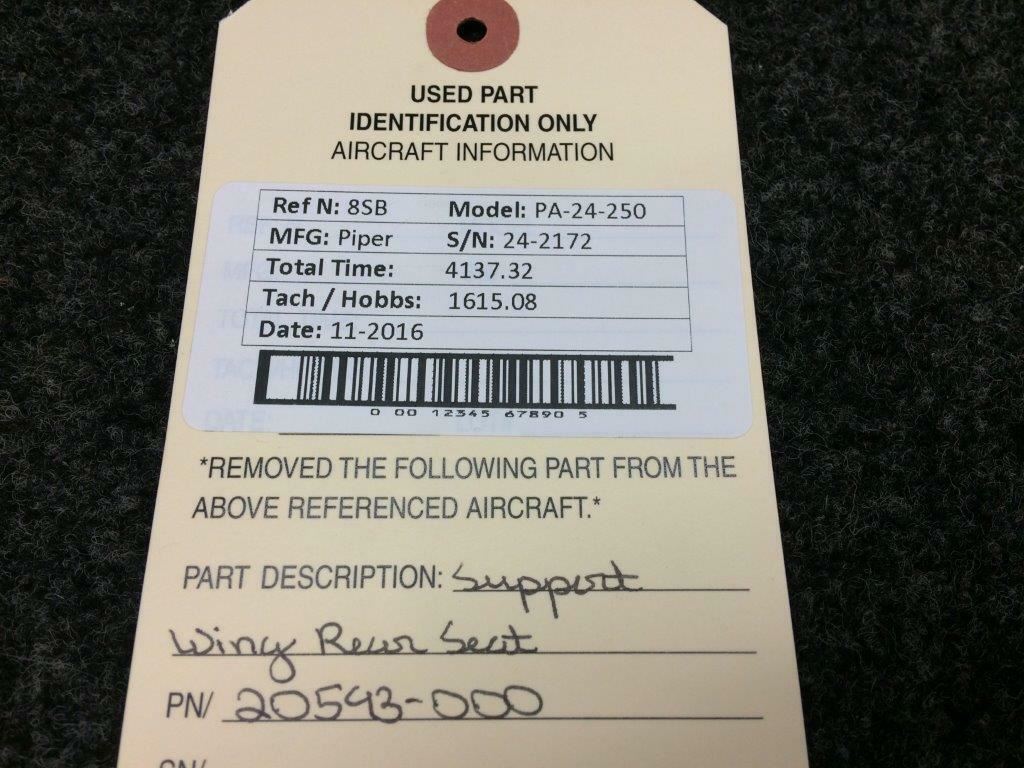 USED PART
IDENTIFICATION ONLY
AIRCRAFT INFORMATION
Ref N: 8SB Model: PA-24-250
MFG: Piper S/N: 24-2172
Total Time: 4137.32
Tach / Hobbs: 1615.08
Date: 11-2016
0 00 12345 67890 5
DATE:
*REMOVED THE FOLLOWING PART FROM THE
ABOVE REFERENCED AIRCRAFT.*
PART DESCRIPTION: Support
Wing Rear Seat
PN/ 20593-000